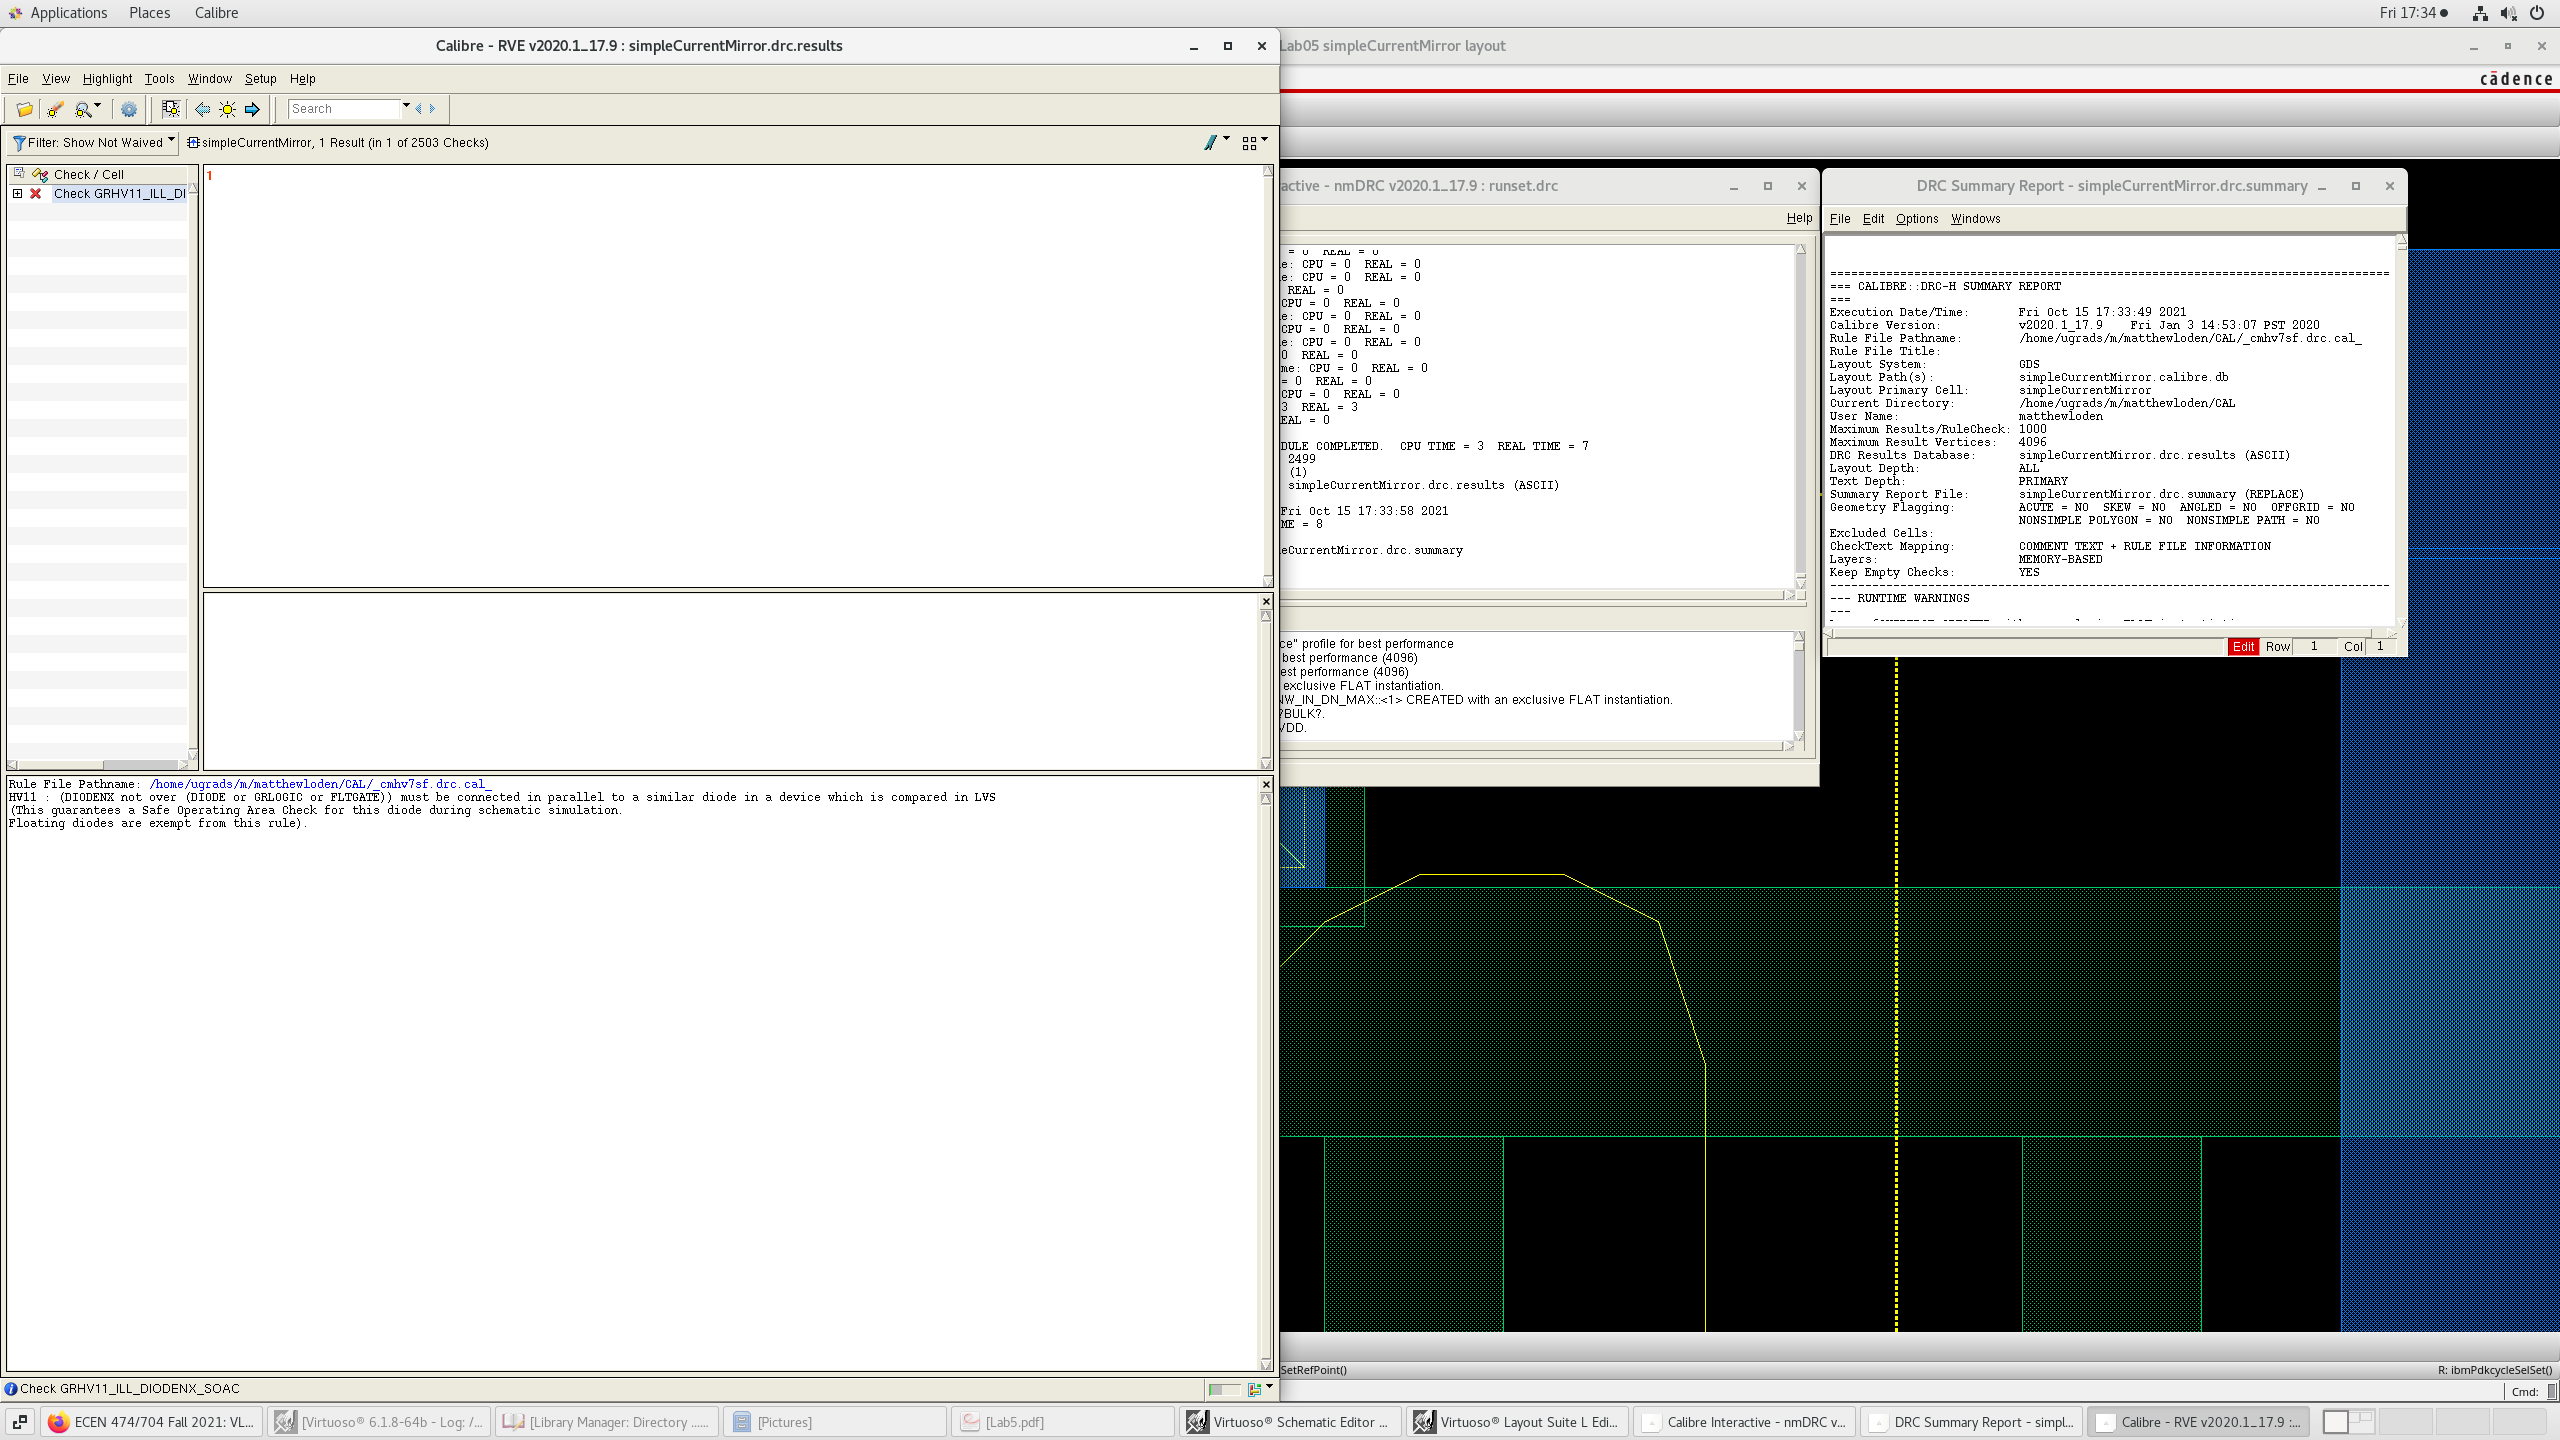 Applications Places Calibre
Fri 17:34
Calibre - RVE v2020.1_17.9 : simpleCurrentMirror.drc.results
Lab05 simpleCurrentMirror layout
File View Highlight Tools Window Setup Help
cādence
Search
Filter: Show Not Waived
simpleCurrentMirror, 1 Result (in 1 of 2503 Checks)
Check / Cell
Check GRHV11_ILL_DI
1
Rule File Pathname: /home/ugrads/m/matthewloden/CAL/_cmhv7sf.drc.cal_
HV11 : (DIODENX not over (DIODE or GRLOGIC or FLTGATE)) must be connected in parallel to a similar diode in a device which is compared in LVS
(This guarantees a Safe Operating Area Check for this diode during schematic simulation.
Floating diodes are exempt from this rule).
Check GRHV11_ILL_DIODENX_SOAC
active - nmDRC v2020.1_17.9 : runset.drc
Help
= 0 REAL = 0
e: CPU = 0 REAL = 0
e: CPU = 0 REAL = 0
REAL = 0
CPU = 0 REAL = 0
e: CPU = 0 REAL = 0
CPU = 0 REAL = 0
e: CPU = 0 REAL = 0
0 REAL = 0
me: CPU = 0 REAL = 0
= 0 REAL = 0
CPU = 0 REAL = 0
3 REAL = 3
EAL = 0
DULE COMPLETED. CPU TIME = 3 REAL TIME = 7
2499
(1)
simpleCurrentMirror.drc.results (ASCII)
Fri Oct 15 17:33:58 2021
ME = 8
leCurrentMirror.drc.summary
ce" profile for best performance
best performance (4096)
est performance (4096)
exclusive FLAT instantiation.
NW_IN_DN_MAX::<1> CREATED with an exclusive FLAT instantiation.
?BULK?.
VDD.
DRC Summary Report - simpleCurrentMirror.drc.summary
File Edit Options Windows
================================================================================
=== CALIBRE::DRC-H SUMMARY REPORT
===
Execution Date/Time: Fri Oct 15 17:33:49 2021
Calibre Version: v2020.1_17.9 Fri Jan 3 14:53:07 PST 2020
Rule File Pathname: /home/ugrads/m/matthewloden/CAL/_cmhv7sf.drc.cal_
Rule File Title:
Layout System: GDS
Layout Path(s): simpleCurrentMirror.calibre.db
Layout Primary Cell: simpleCurrentMirror
Current Directory: /home/ugrads/m/matthewloden/CAL
User Name: matthewloden
Maximum Results/RuleCheck: 1000
Maximum Result Vertices: 4096
DRC Results Database: simpleCurrentMirror.drc.results (ASCII)
Layout Depth: ALL
Text Depth: PRIMARY
Summary Report File: simpleCurrentMirror.drc.summary (REPLACE)
Geometry Flagging: ACUTE = NO SKEW = NO ANGLED = NO OFFGRID = NO
NONSIMPLE POLYGON = NO NONSIMPLE PATH = NO
Excluded Cells:
CheckText Mapping: COMMENT TEXT + RULE FILE INFORMATION
Layers: MEMORY-BASED
Keep Empty Checks: YES
--------------------------------------------------------------------------------
--- RUNTIME WARNINGS
---
Edit Row 1 Col 1
SetRefPoint()
R: ibmPdkcycleSelSet()
Cmd:
ECEN 474/704 Fall 2021: VL...
[Virtuoso® 6.1.8-64b - Log: /...
[Library Manager: Directory ......
[Pictures]
[Lab5.pdf]
Virtuoso® Schematic Editor ...
Virtuoso® Layout Suite L Edi...
Calibre Interactive - nmDRC v...
DRC Summary Report - simpl...
Calibre - RVE v2020.1_17.9 :...